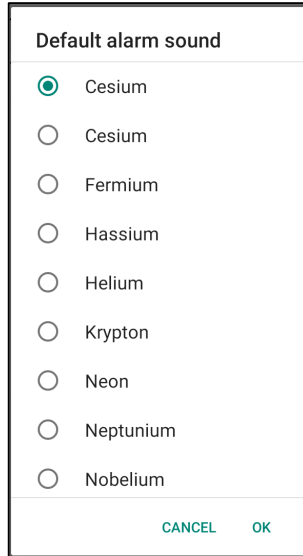 Default alarm sound
Cesium
Cesium
Fermium
Hassium
Helium
Krypton
Neon
Neptunium
Nobelium
CANCEL OK